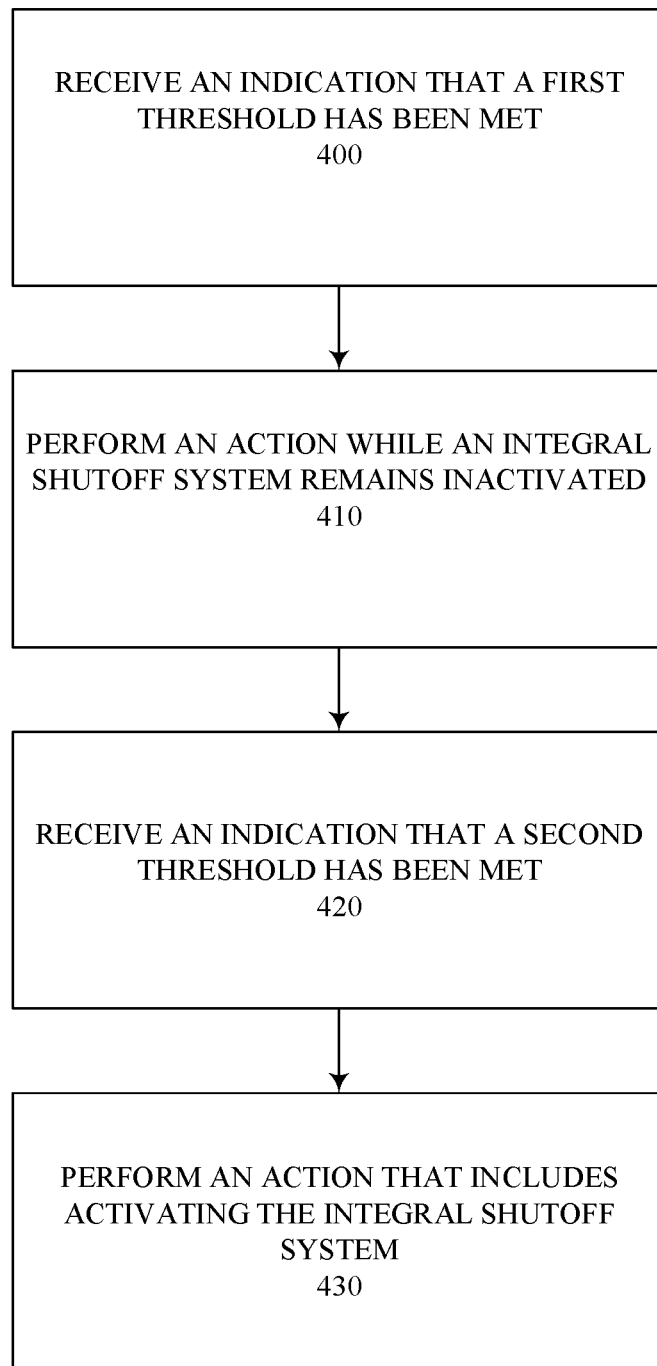 RECEIVE AN INDICATION THAT A FIRST
THRESHOLD HAS BEEN MET
400
PERFORM AN ACTION WHILE AN INTEGRAL
SHUTOFF SYSTEM REMAINS INACTIVATED
410
RECEIVE AN INDICATION THAT A SECOND
THRESHOLD HAS BEEN MET
420
PERFORM AN ACTION THAT INCLUDES
ACTIVATING THE INTEGRAL SHUTOFF
SYSTEM
430